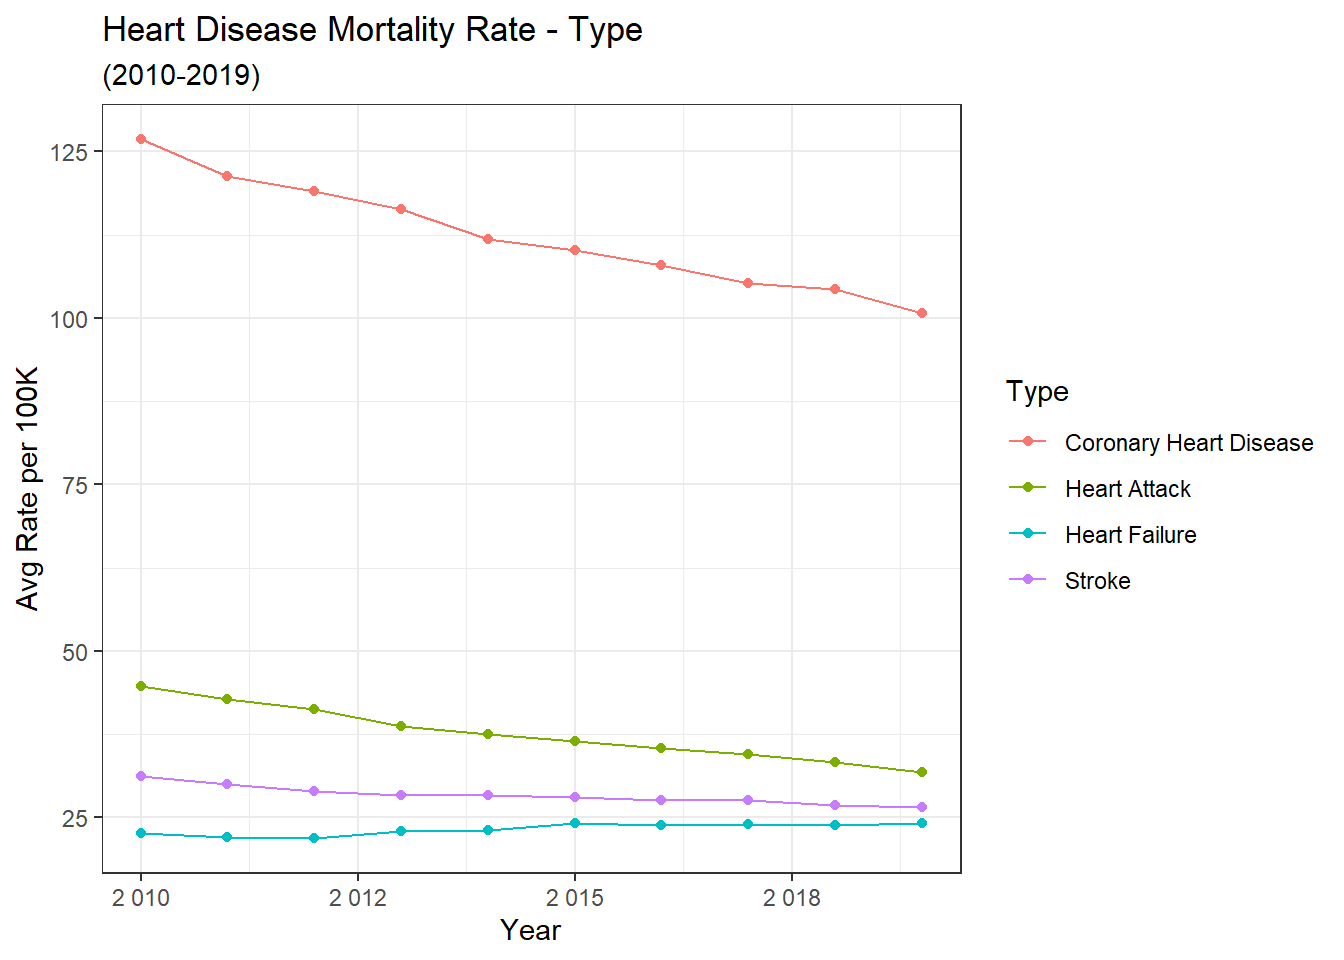 Heart Disease Mortality Rate - Type
(2010-2019)
Avg Rate per 100K
125
100
75
50
25
2 010
2 012
2 015
2 018
Year
Type
Coronary Heart Disease
Heart Attack
Heart Failure
Stroke